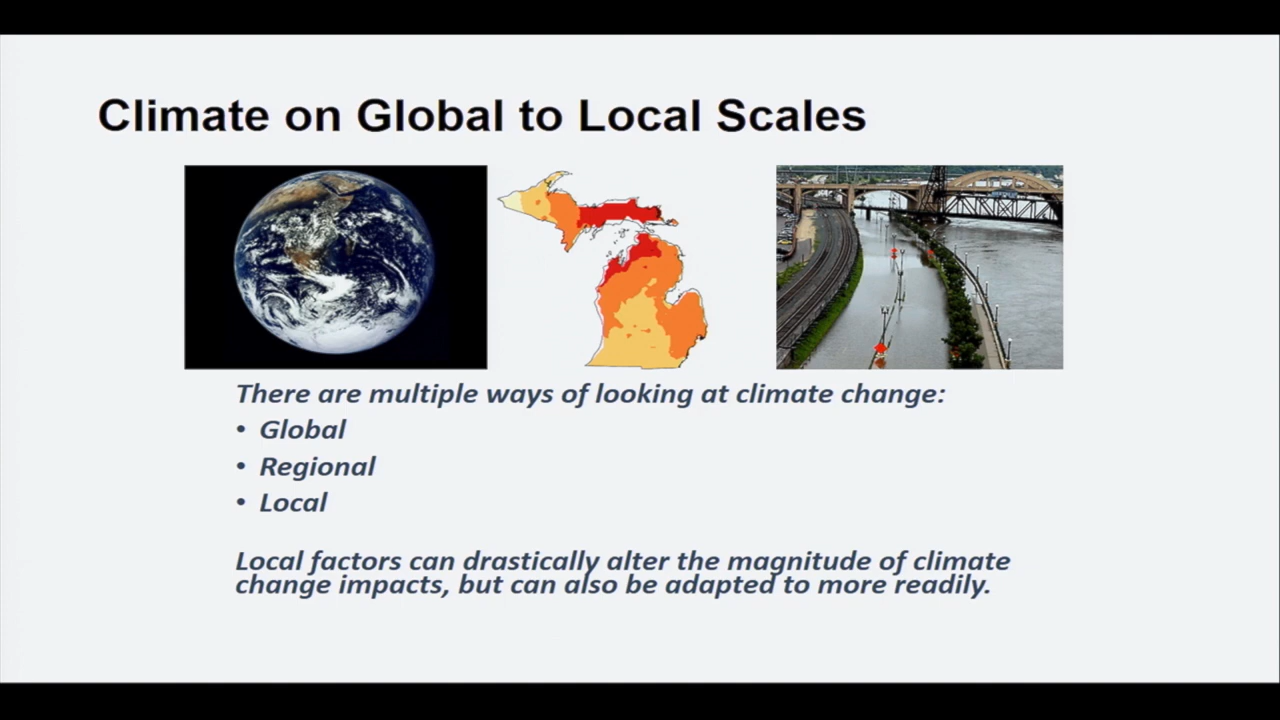 Climate on Global to Local Scales
There are multiple ways of looking at climate change:
• Global
• Regional
• Local
Local factors can drastically alter the magnitude of climate
change impacts, but can also be adapted to more readily.